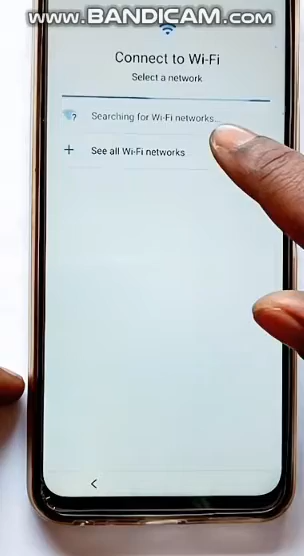 www.BANDICAM.com
Connect to Wi-Fi
Select a network
Searching for Wi-Fi networks...
See all Wi-Fi networks